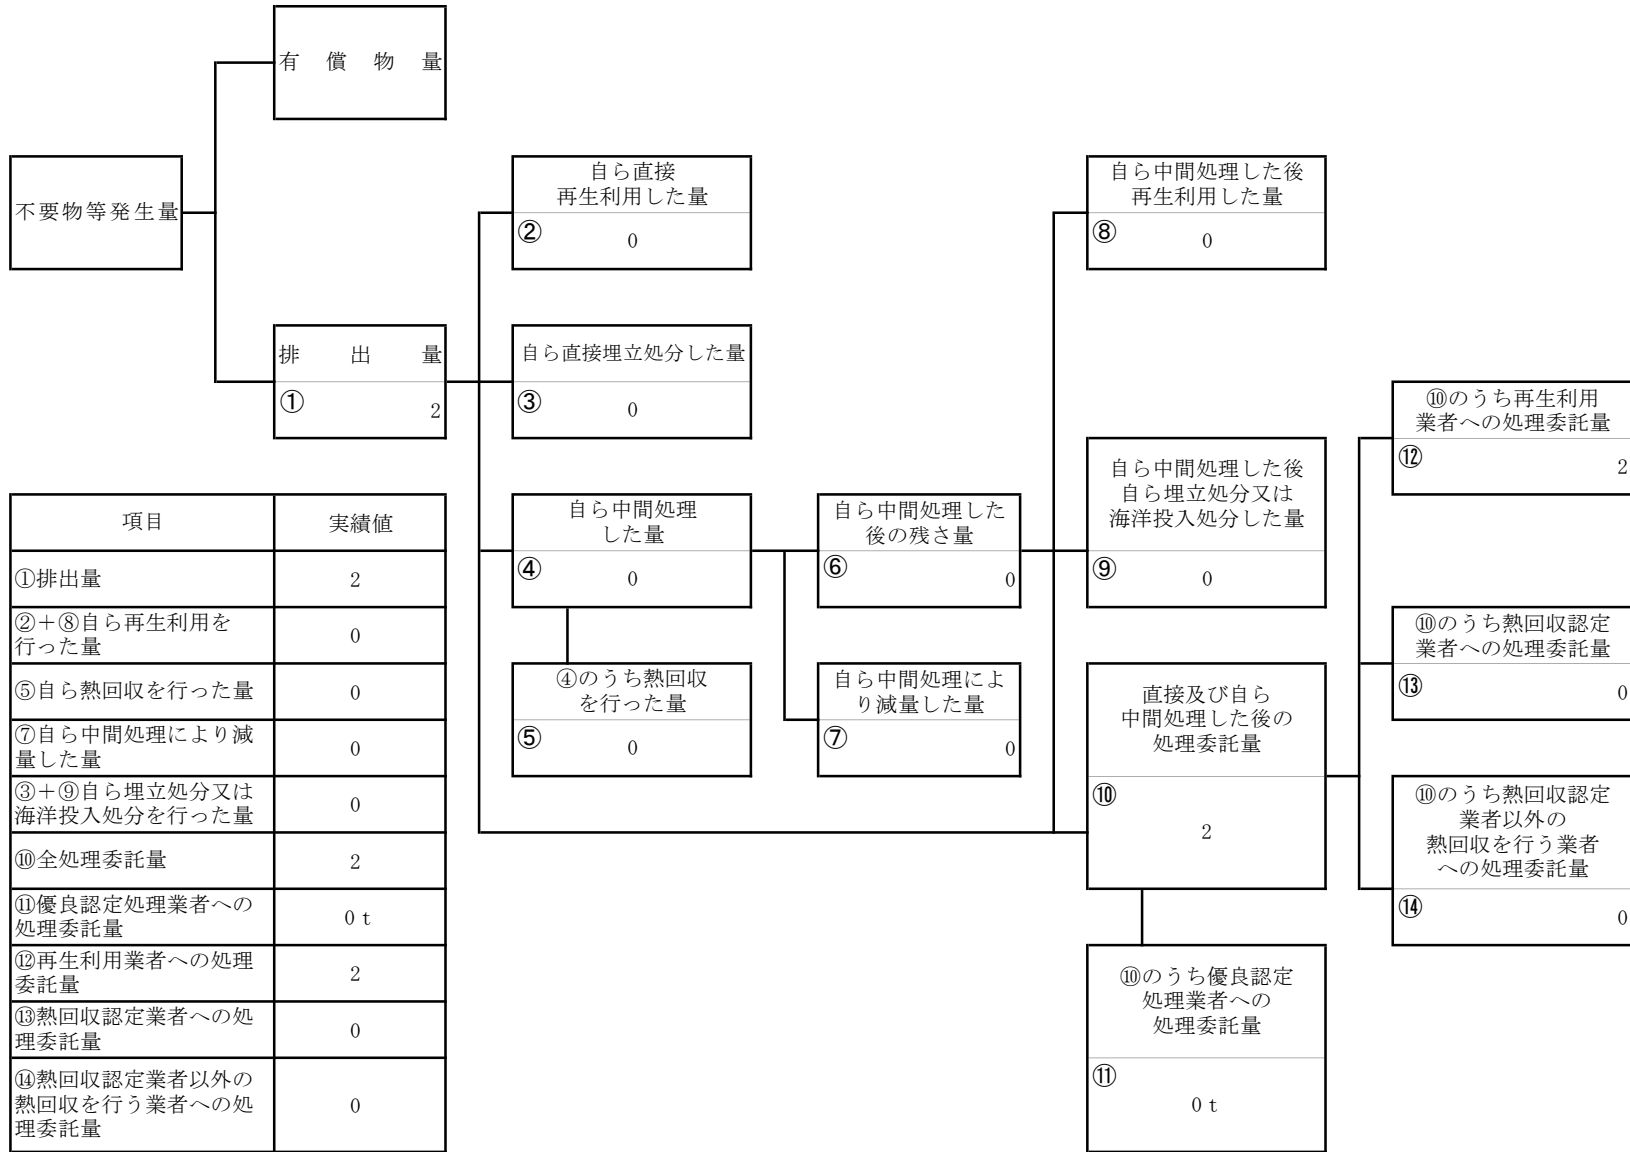 有償物量
不要物等発生量
排出量
①
2
自ら直接
再生利用した量
②
0
自ら直接埋立処分した量
③
0
自ら中間処理
した量
④
0
④のうち熱回収
を行った量
⑤
0
自ら中間処理した
後の残さ量
⑥
0
自ら中間処理によ
り減量した量
⑦
0
自ら中間処理した後
再生利用した量
⑧
0
自ら中間処理した後
自ら埋立処分又は
海洋投入処分した量
⑨
0
直接及び自ら
中間処理した後の
処理委託量
⑩
2
⑩のうち優良認定
処理業者への
処理委託量
⑪
0 t
⑩のうち再生利用
業者への処理委託量
⑫
2
⑩のうち熱回収認定
業者への処理委託量
⑬
0
⑩のうち熱回収認定
業者以外の
熱回収を行う業者
への処理委託量
⑭
0
項目 実績値
①排出量 2
②＋⑧自ら再生利用を
行った量 0
⑤自ら熱回収を行った量 0
⑦自ら中間処理により減
量した量 0
③＋⑨自ら埋立処分又は
海洋投入処分を行った量 0
⑩全処理委託量 2
⑪優良認定処理業者への
処理委託量 0 t
⑫再生利用業者への処理
委託量 2
⑬熱回収認定業者への処
理委託量 0
⑭熱回収認定業者以外の
熱回収を行う業者への処
理委託量 0